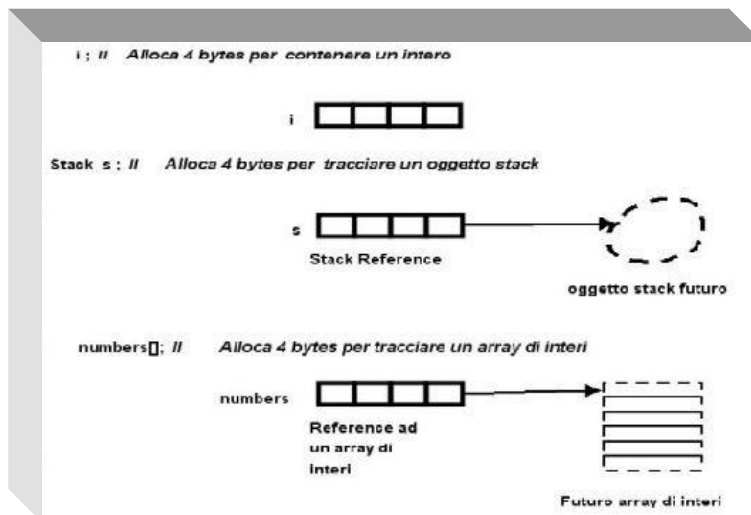 i ; // Alloca 4 bytes per contenere un intero
i
Stack s ; // Alloca 4 bytes per tracciare un oggetto stack
s
Stack Reference
oggetto stack futuro
numbers[]; // Alloca 4 bytes per tracciare un array di interi
numbers
Reference ad
un array di
interi
Futuro array di interi